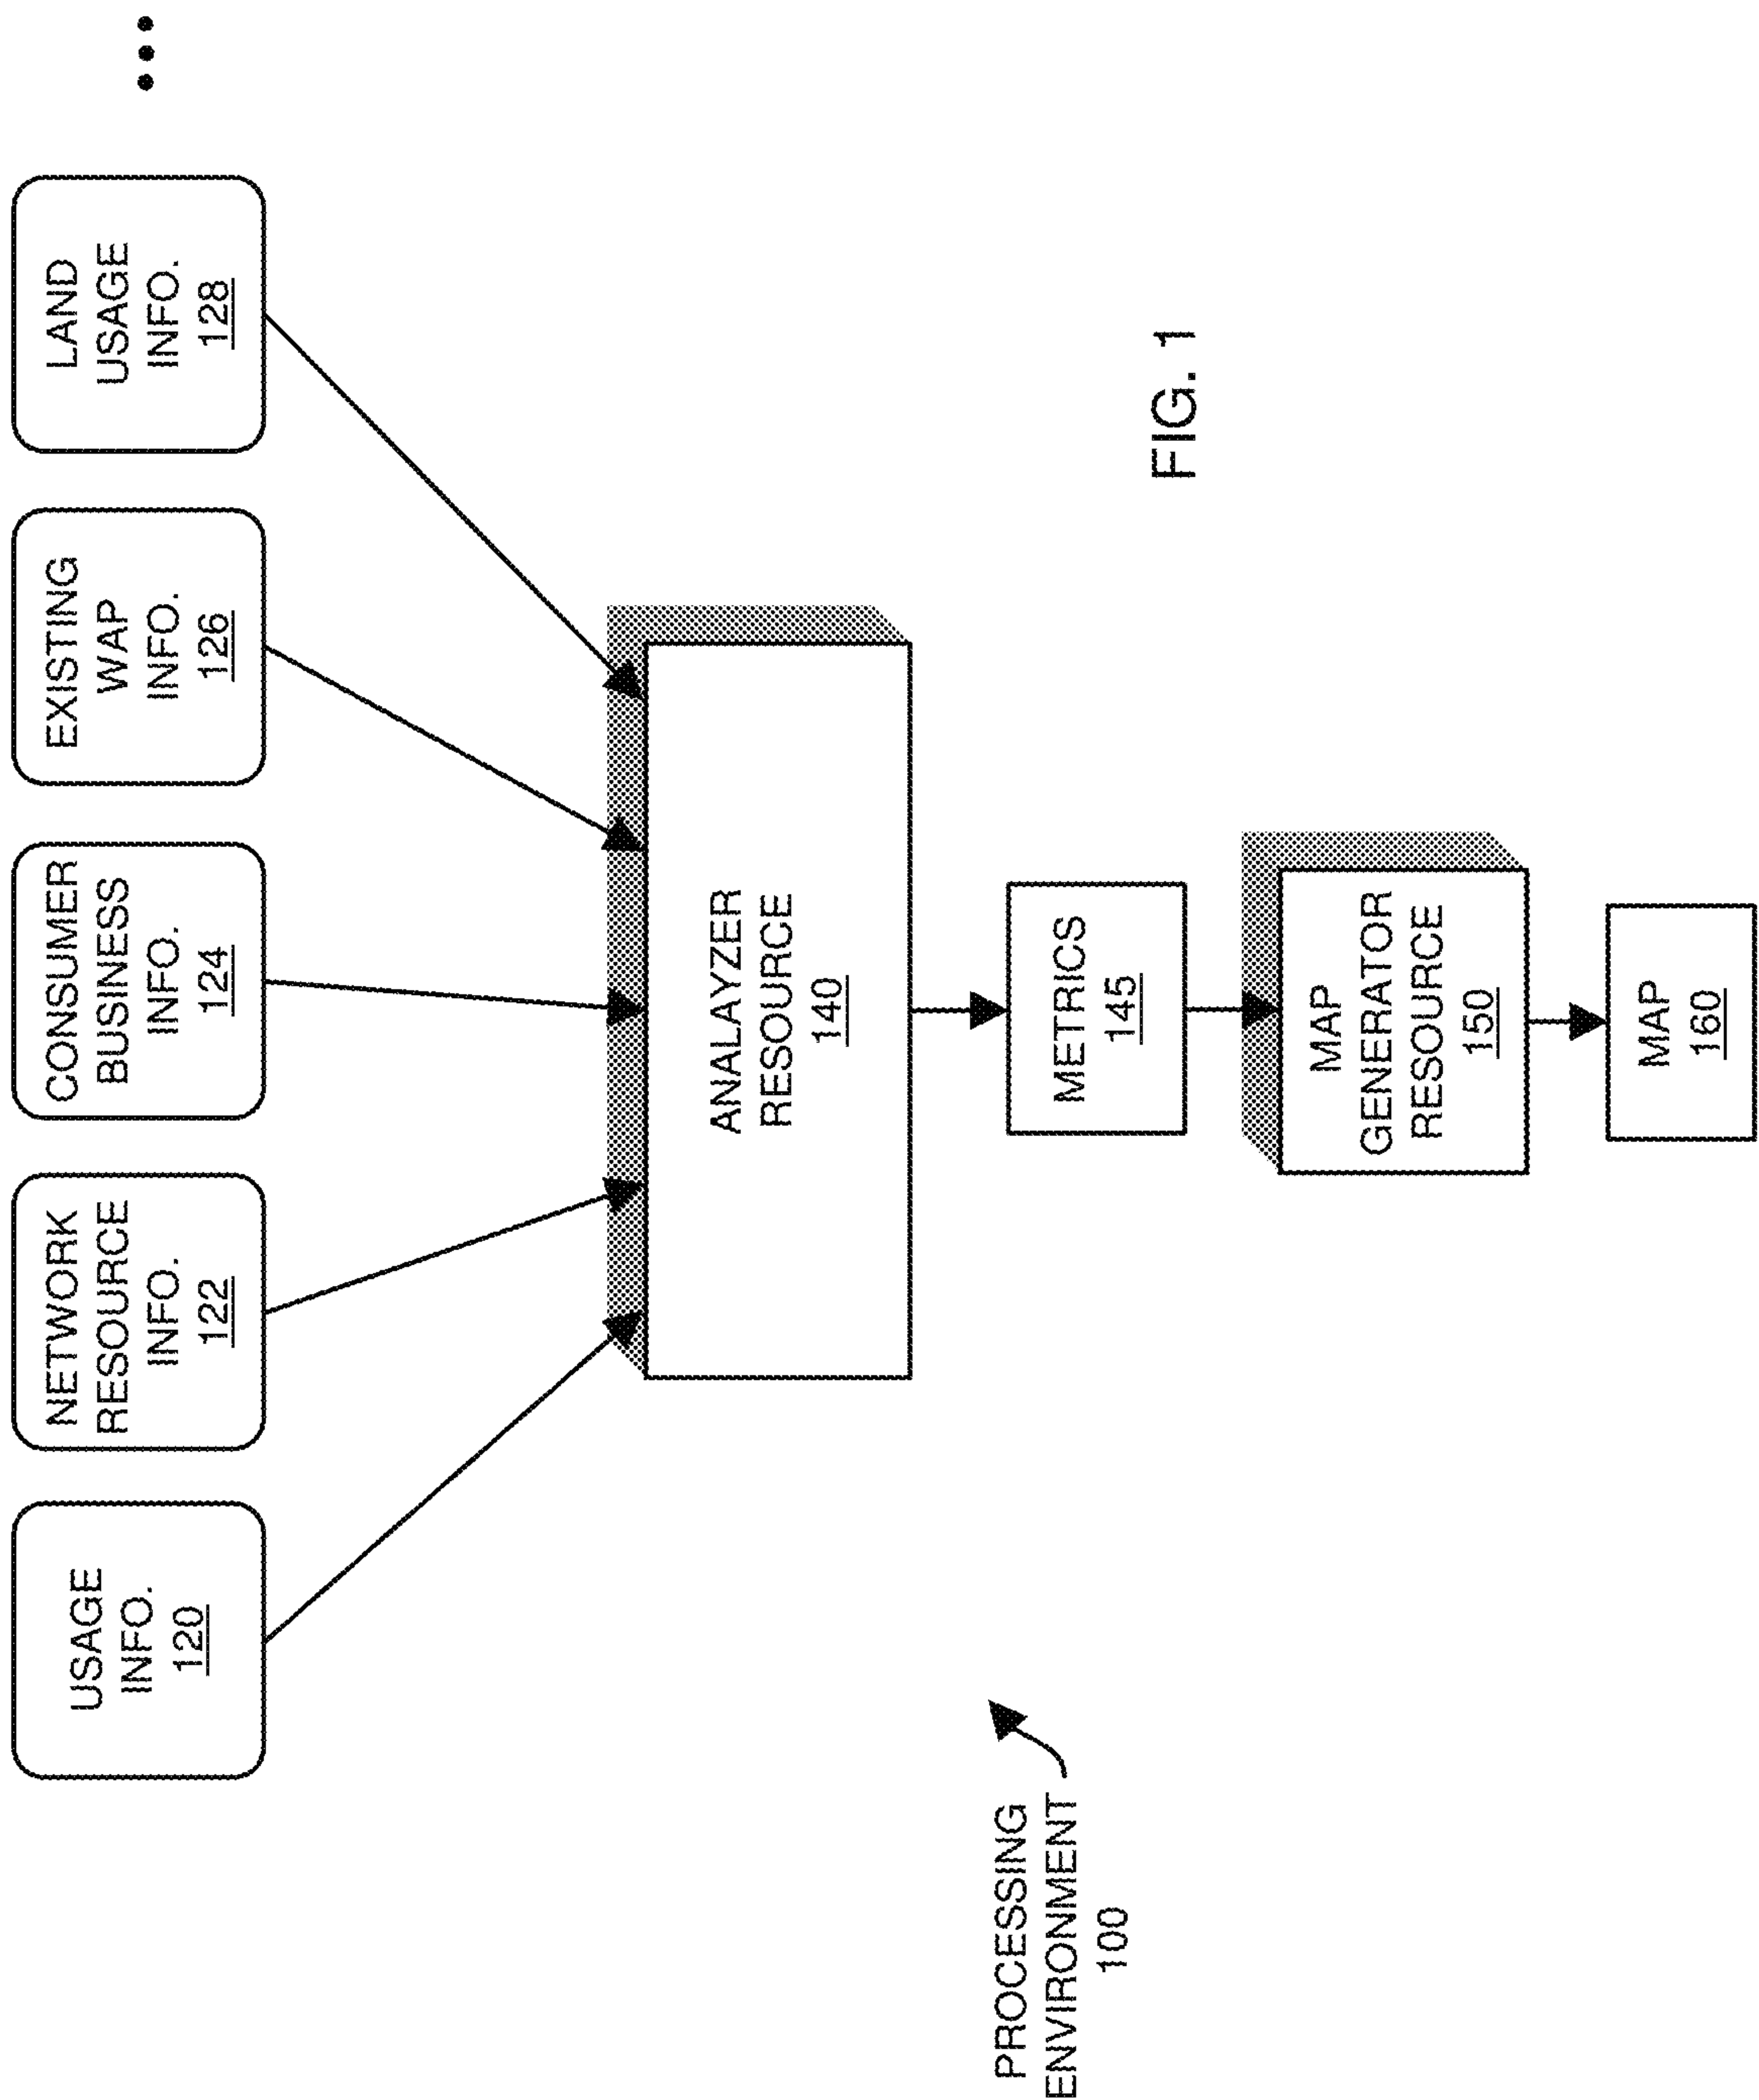 USAGE
INFO.
120
NETWORK
RESOURCE
INFO.
122
CONSUMER
BUSINESS
INFO.
124
EXISTING
WAP
INFO.
126
LAND
USAGE
INFO.
128
•••
ANALAYZER
RESOURCE
140
PROCESSING
ENVIRONMENT
100
METRICS
145
FIG. 1
MAP
GENERATOR
RESOURCE
150
MAP
160